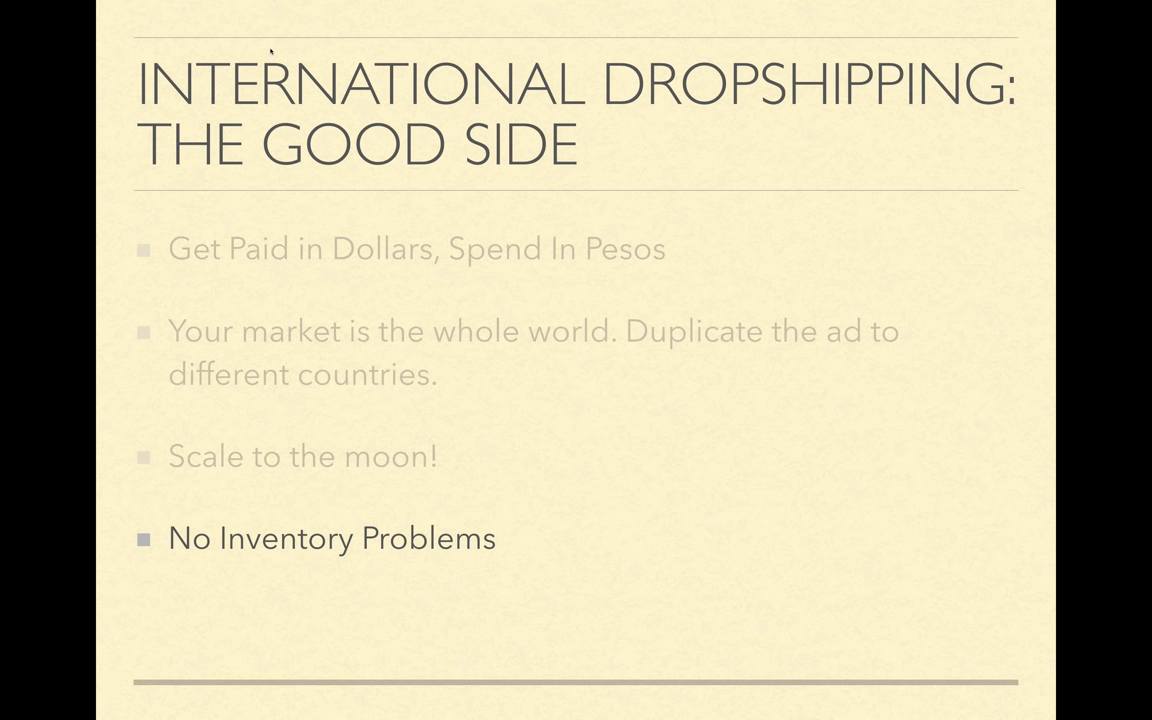 INTERNATIONAL DROPSHIPPING:
THE GOOD SIDE
Get Paid in Dollars, Spend In Pesos
Your market is the whole world. Duplicate the ad to
different countries.
Scale to the moon!
No Inventory Problems